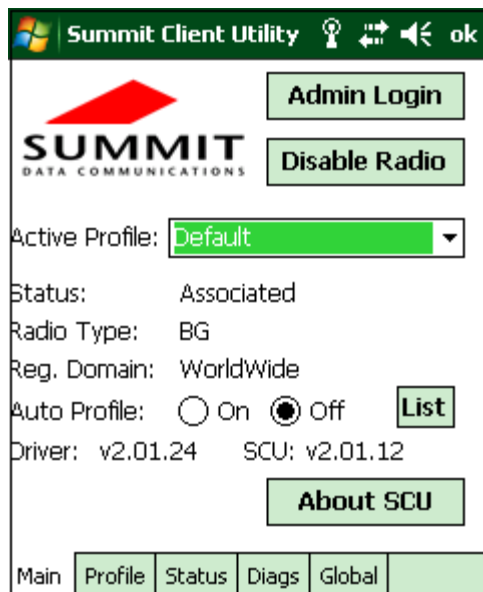 Summit Client Utility ok
Admin Login
SUMMIT
DATA COMMUNICATIONS
Disable Radio
Active Profile: Default
Status: Associated
Radio Type: BG
Reg. Domain: WorldWide
Auto Profile: On Off List
Driver: v2.01.24 SCU: v2.01.12
About SCU
Main Profile Status Diags Global